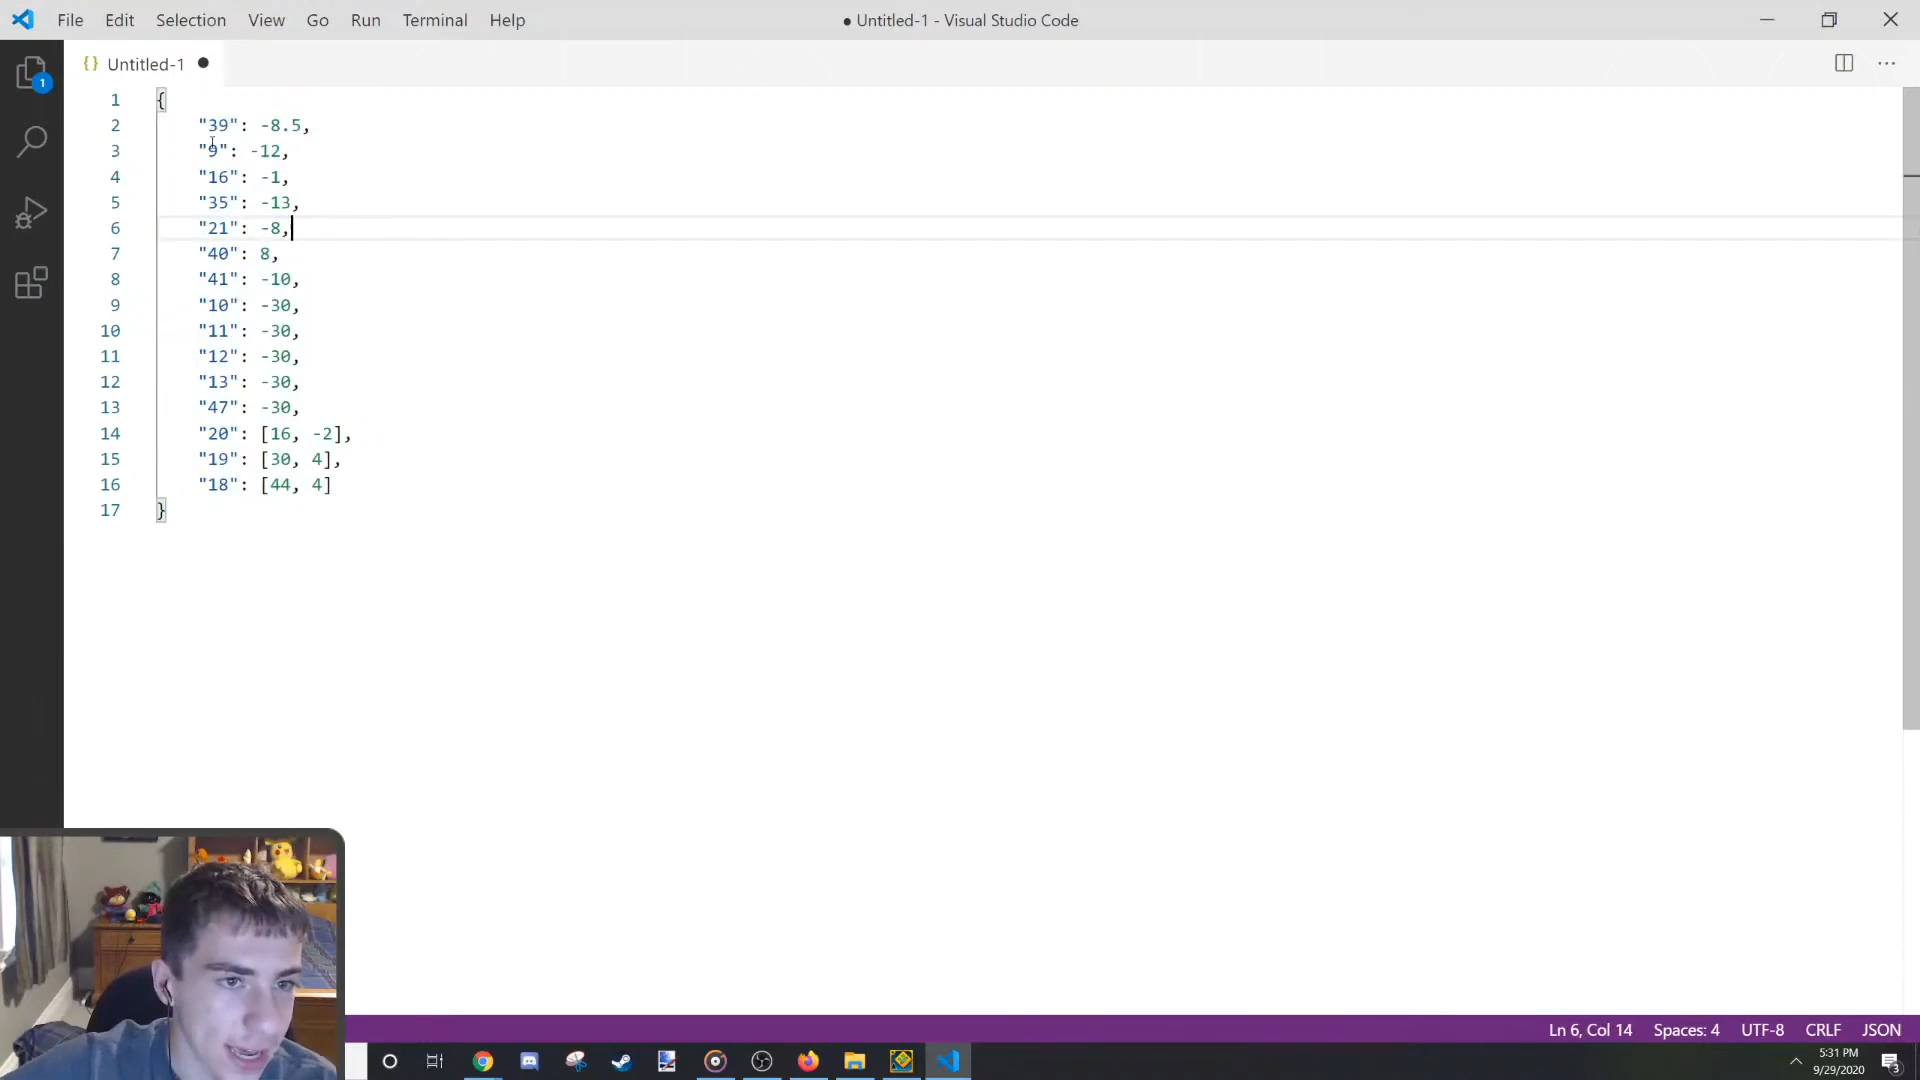 File Edit Selection View Go Run Terminal Help ● Untitled-1 - Visual Studio Code
{} Untitled-1 ●
1 {
2 "39": -8.5,
3 "9": -12,
4 "16": -1,
5 "35": -13,
6 "21": -8,
7 "40": 8,
8 "41": -10,
9 "10": -30,
10 "11": -30,
11 "12": -30,
12 "13": -30,
13 "47": -30,
14 "20": [16, -2],
15 "19": [30, 4],
16 "18": [44, 4]
17 }
1
Ln 6, Col 14 Spaces: 4 UTF-8 CRLF JSON
5:31 PM
9/29/2020
3